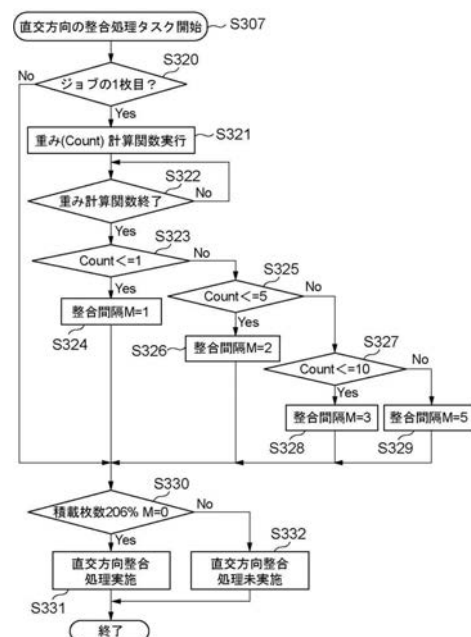 直交方向の整合処理タスク開始
S307
S320
No
ジョブの1枚目？
Yes
S321
重み(Count) 計算関数実行
S322
重み計算関数終了
No
Yes
S323
Count<=1
No
Yes
S325
Count<=5
No
整合間隔M=1
S324
Yes
S327
整合間隔M=2
S326
Count<=10
No
Yes
整合間隔M=3
整合間隔M=5
S328
S329
S330
積載枚数206% M=0
No
S332
Yes
直交方向整合
処理実施
S331
直交方向整合
処理未実施
終了